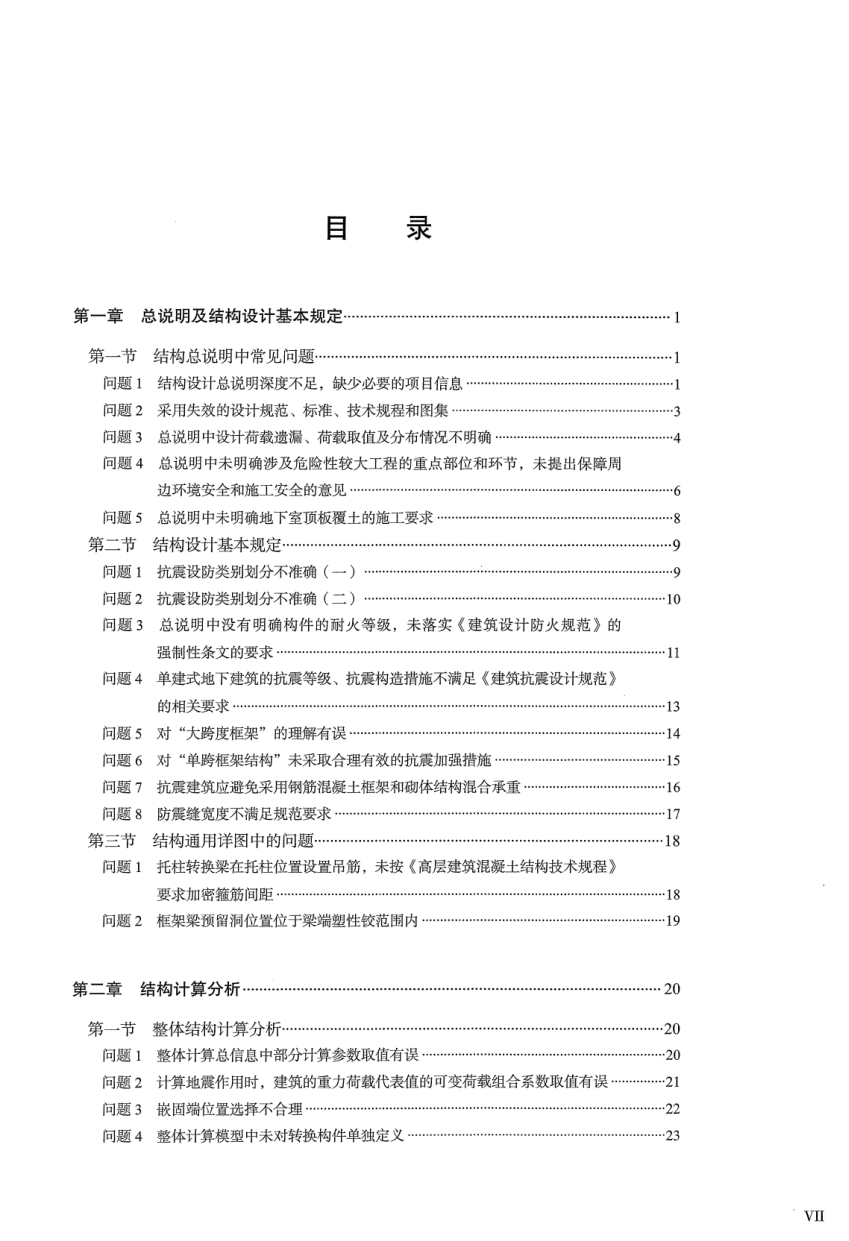 目 录
第一章 总说明及结构设计基本规定 1
第一节 结构总说明中常见问题 1
问题 1 结构设计总说明深度不足，缺少必要的项目信息 1
问题 2 采用失效的设计规范、标准、技术规程和图集 3
问题 3 总说明中设计荷载遗漏、荷载取值及分布情况不明确 4
问题 4 总说明中未明确涉及危险性较大工程的重点部位和环节，未提出保障周
边环境安全和施工安全的意见 6
问题 5 总说明中未明确地下室顶板覆土的施工要求 8
第二节 结构设计基本规定 9
问题 1 抗震设防类别划分不准确（一） 9
问题 2 抗震设防类别划分不准确（二） 10
问题 3 总说明中没有明确构件的耐火等级，未落实《建筑设计防火规范》的
强制性条文的要求 11
问题 4 单建式地下建筑的抗震等级、抗震构造措施不满足《建筑抗震设计规范》
的相关要求 13
问题 5 对“大跨度框架”的理解有误 14
问题 6 对“单跨框架结构”未采取合理有效的抗震加强措施 15
问题 7 抗震建筑应避免采用钢筋混凝土框架和砌体结构混合承重 16
问题 8 防震缝宽度不满足规范要求 17
第三节 结构通用详图中的问题 18
问题 1 托柱转换梁在托柱位置设置吊筋，未按《高层建筑混凝土结构技术规程》
要求加密箍筋间距 18
问题 2 框架梁预留洞位置位于梁端塑性铰范围内 19
第二章 结构计算分析 20
第一节 整体结构计算分析 20
问题 1 整体计算总信息中部分计算参数取值有误 20
问题 2 计算地震作用时，建筑的重力荷载代表值的可变荷载组合系数取值有误 21
问题 3 嵌固端位置选择不合理 22
问题 4 整体计算模型中未对转换构件单独定义 23
VII